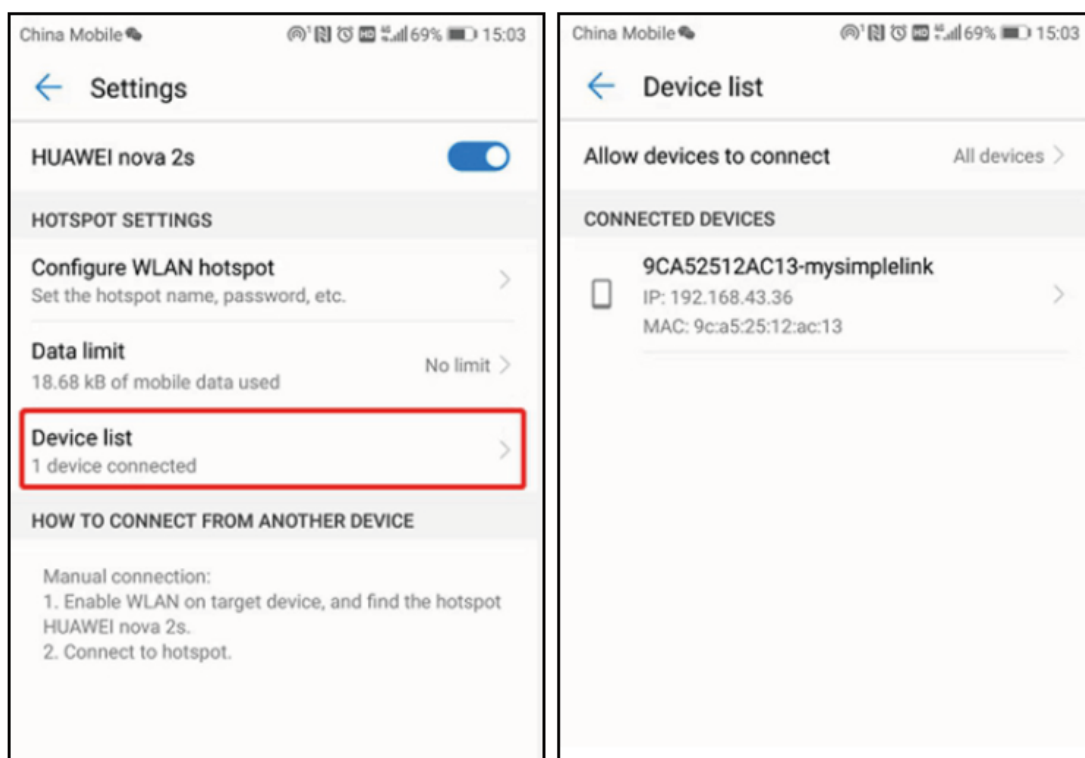 China Mobile 69% 15:03
Settings
HUAWEI nova 2s
HOTSPOT SETTINGS
Configure WLAN hotspot
Set the hotspot name, password, etc.
Data limit
18.68 kB of mobile data used
No limit
Device list
1 device connected
HOW TO CONNECT FROM ANOTHER DEVICE
Manual connection:
1. Enable WLAN on target device, and find the hotspot
HUAWEI nova 2s.
2. Connect to hotspot.
China Mobile 69% 15:03
Device list
Allow devices to connect All devices
CONNECTED DEVICES
9CA52512AC13-mysimplelink
IP: 192.168.43.36
MAC: 9c:a5:25:12:ac:13